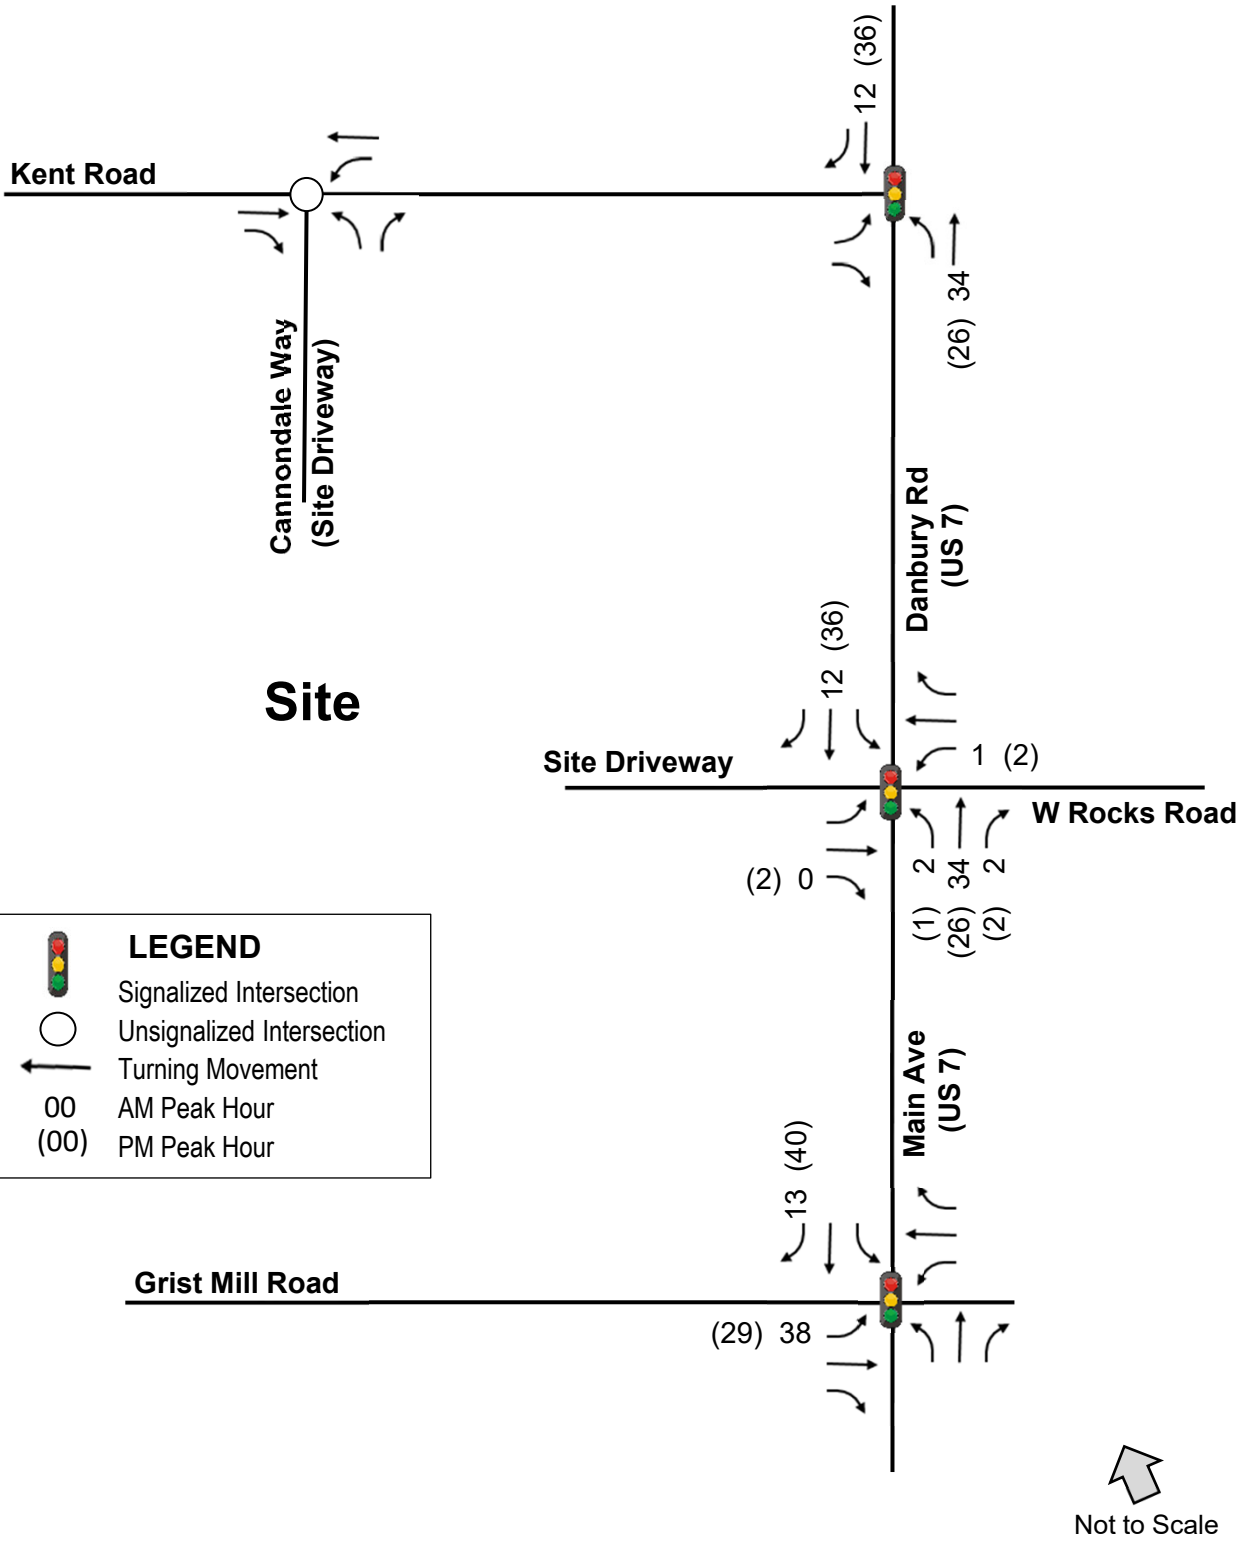 12 (36)
Kent Road
(26) 34
Cannondale Way
(Site Driveway)
Danbury Rd
(US 7)
12 (36)
Site
Site Driveway
1 (2)
W Rocks Road
(2) 0
(1) 2
(26) 34
(2) 2
LEGEND
Signalized Intersection
Unsignalized Intersection
Turning Movement
00 AM Peak Hour
(00) PM Peak Hour
Main Ave
(US 7)
13 (40)
Grist Mill Road
(29) 38
Not to Scale